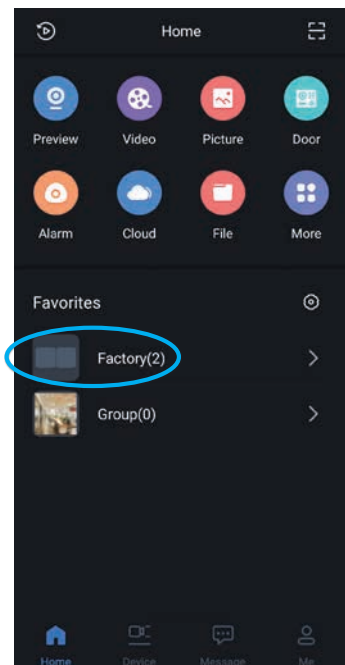 Home
Preview Video Picture Door
Alarm Cloud File More
Favorites
Factory(2)
Group(0)
Home Device Message Me